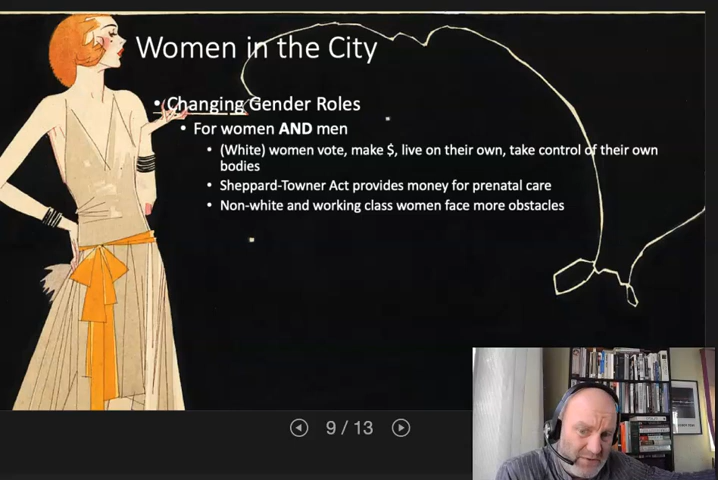 Women in the City
• Changing Gender Roles
• For women AND men
• (White) women vote, make $, live on their own, take control of their own
bodies
• Sheppard-Towner Act provides money for prenatal care
• Non-white and working class women face more obstacles
9 / 13